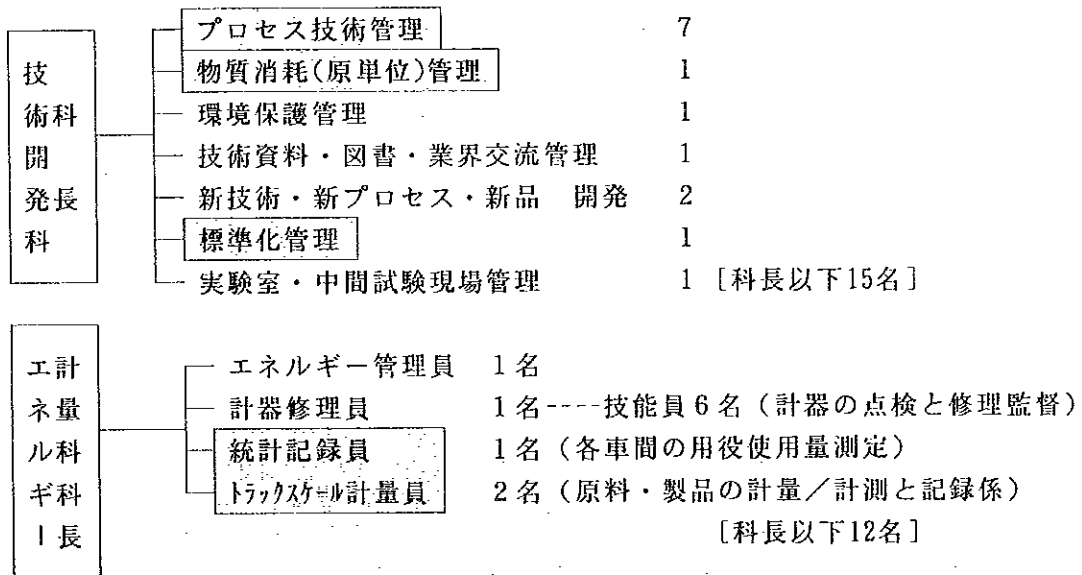 プロセス技術管理 7
物質消耗(原単位)管理 1
環境保護管理 1
技術資料・図書・業界交流管理 1
新技術・新プロセス・新品 開発 2
標準化管理 1
実験室・中間試験現場管理 1 [科長以下15名]
技
術科
開
発長
科
エネルギー管理員 1名
計器修理員 1名----技能員6名(計器の点検と修理監督)
統計記録員 1名(各車間の用役使用量測定)
トラックスケール計量員 2名(原料・製品の計量/計測と記録係)
[科長以下12名]
エ計
ネ量
ル科
ギ科
ー長